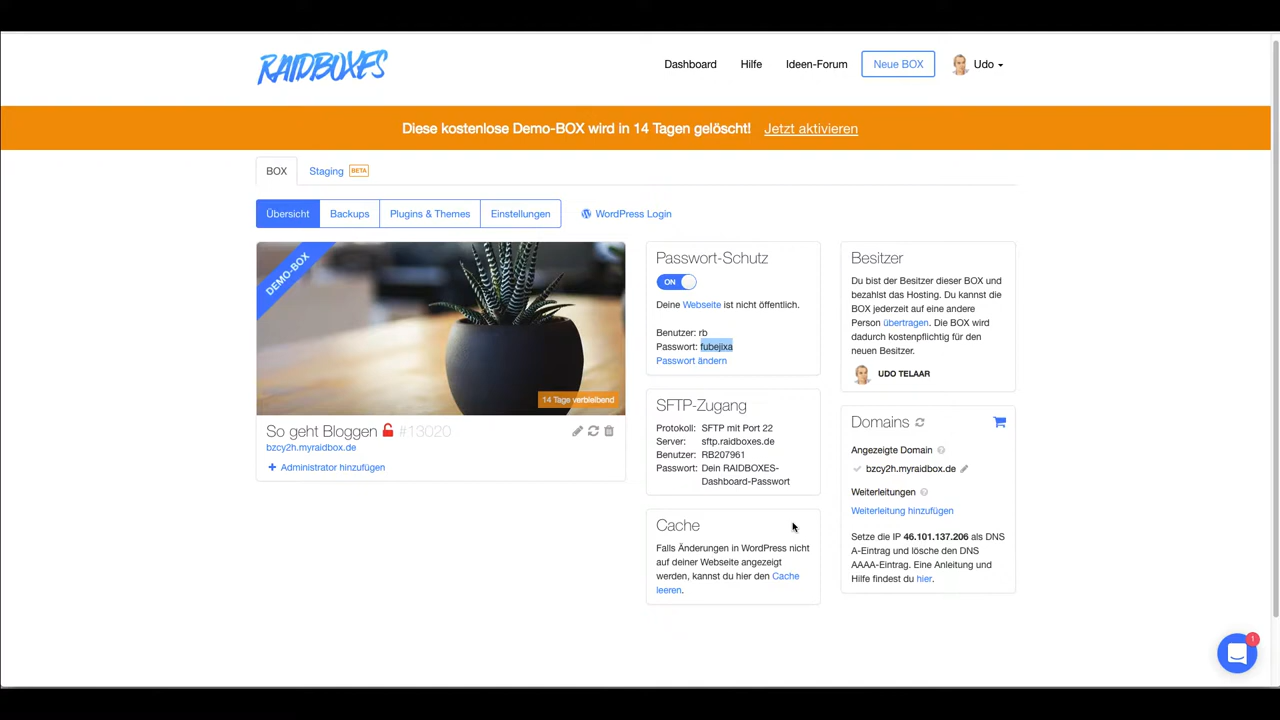 RAIDBOXES
Dashboard
Hilfe
Ideen-Forum
Neue BOX
Udo
Diese kostenlose Demo-BOX wird in 14 Tagen gelöscht! Jetzt aktivieren
BOX
Staging BETA
Übersicht
Backups
Plugins & Themes
Einstellungen
WordPress Login
DEMO-BOX
14 Tage verbleibend
So geht Bloggen #13020
bzcy2h.myraidbox.de
+ Administrator hinzufügen
Passwort-Schutz
ON
Deine Webseite ist nicht öffentlich.
Benutzer: rb
Passwort: fubejixa
Passwort ändern
SFTP-Zugang
Protokoll: SFTP mit Port 22
Server: sftp.raidboxes.de
Benutzer: RB207961
Passwort: Dein RAIDBOXES-
Dashboard-Passwort
Cache
Falls Änderungen in WordPress nicht
auf deiner Webseite angezeigt
werden, kannst du hier den Cache
leeren.
Besitzer
Du bist der Besitzer dieser BOX und
bezahlst das Hosting. Du kannst die
BOX jederzeit auf eine andere
Person übertragen. Die BOX wird
dadurch kostenpflichtig für den
neuen Besitzer.
UDO TELAAR
Domains
Angezeigte Domain ?
bzcy2h.myraidbox.de
Weiterleitungen ?
Weiterleitung hinzufügen
Setze die IP 46.101.137.206 als DNS
A-Eintrag und lösche den DNS
AAAA-Eintrag. Eine Anleitung und
Hilfe findest du hier.
1